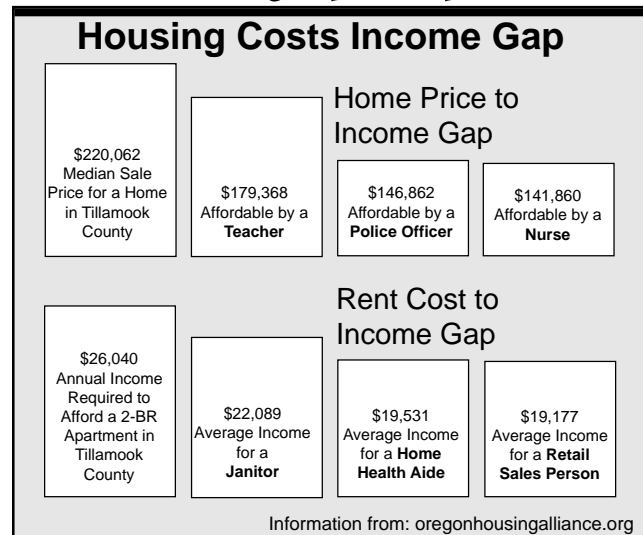 Housing Costs Income Gap
Home Price to
Income Gap
$220,062
Median Sale
Price for a Home
in Tillamook
County
$179,368
Affordable by a
Teacher
$146,862
Affordable by a
Police Officer
$141,860
Affordable by a
Nurse
Rent Cost to
Income Gap
$26,040
Annual Income
Required to
Afford a 2-BR
Apartment in
Tillamook
County
$22,089
Average Income
for a
Janitor
$19,531
Average Income
for a Home
Health Aide
$19,177
Average Income
for a Retail
Sales Person
Information from: oregonhousingalliance.org